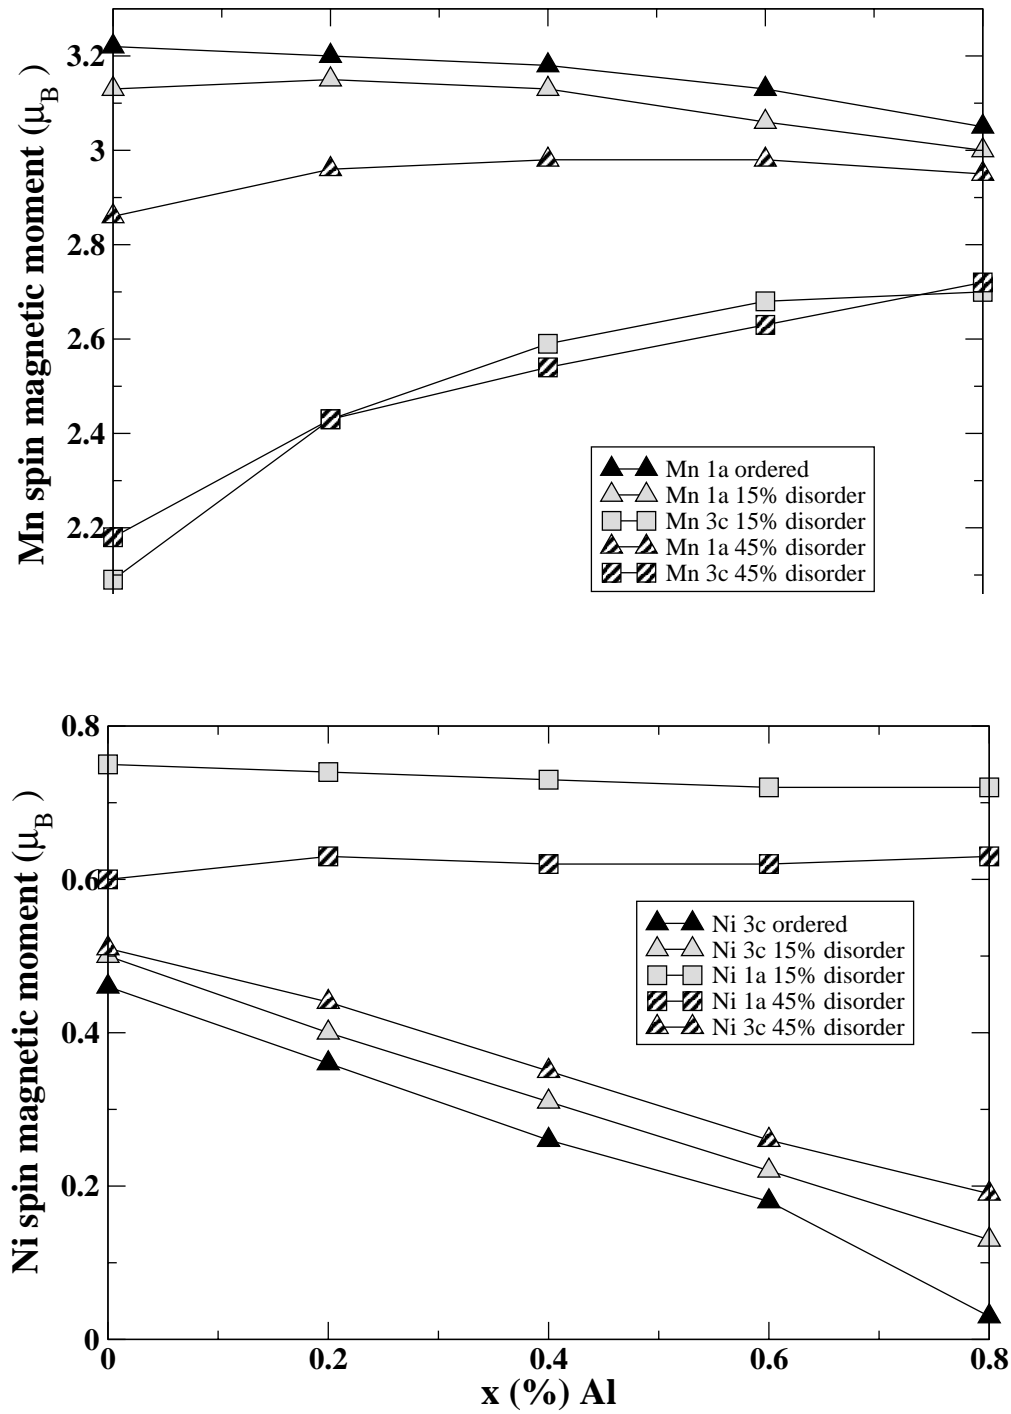 Mn spin magnetic moment (μB)
3.2
3
2.8
2.6
2.4
2.2
Mn 1a ordered
Mn 1a 15% disorder
Mn 3c 15% disorder
Mn 1a 45% disorder
Mn 3c 45% disorder
Ni spin magnetic moment (μB)
0.8
0.6
0.4
0.2
0
Ni 3c ordered
Ni 3c 15% disorder
Ni 1a 15% disorder
Ni 1a 45% disorder
Ni 3c 45% disorder
0 0.2 0.4 0.6 0.8
x (%) Al